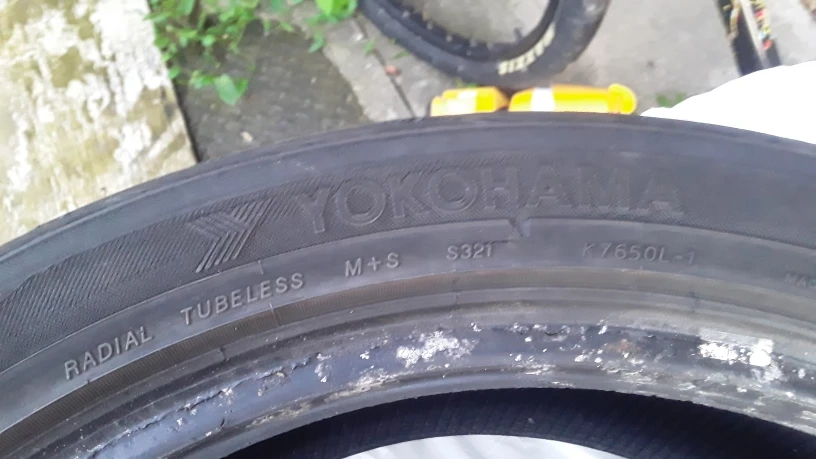 YOKOHAMA
RADIAL TUBELESS M+S S321 K7650L-1